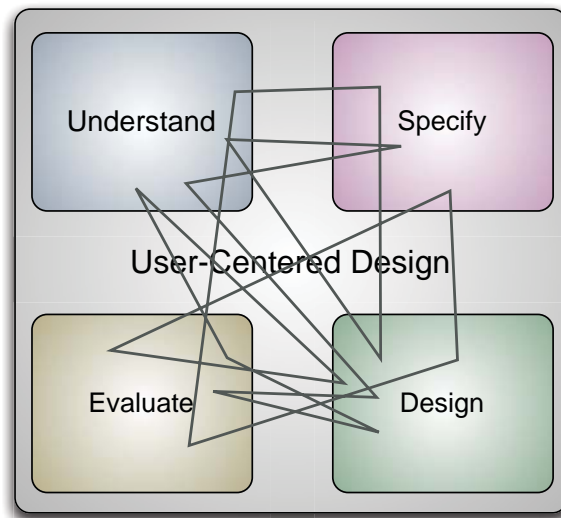 Understand
Specify
User-Centered Design
Evaluate
Design